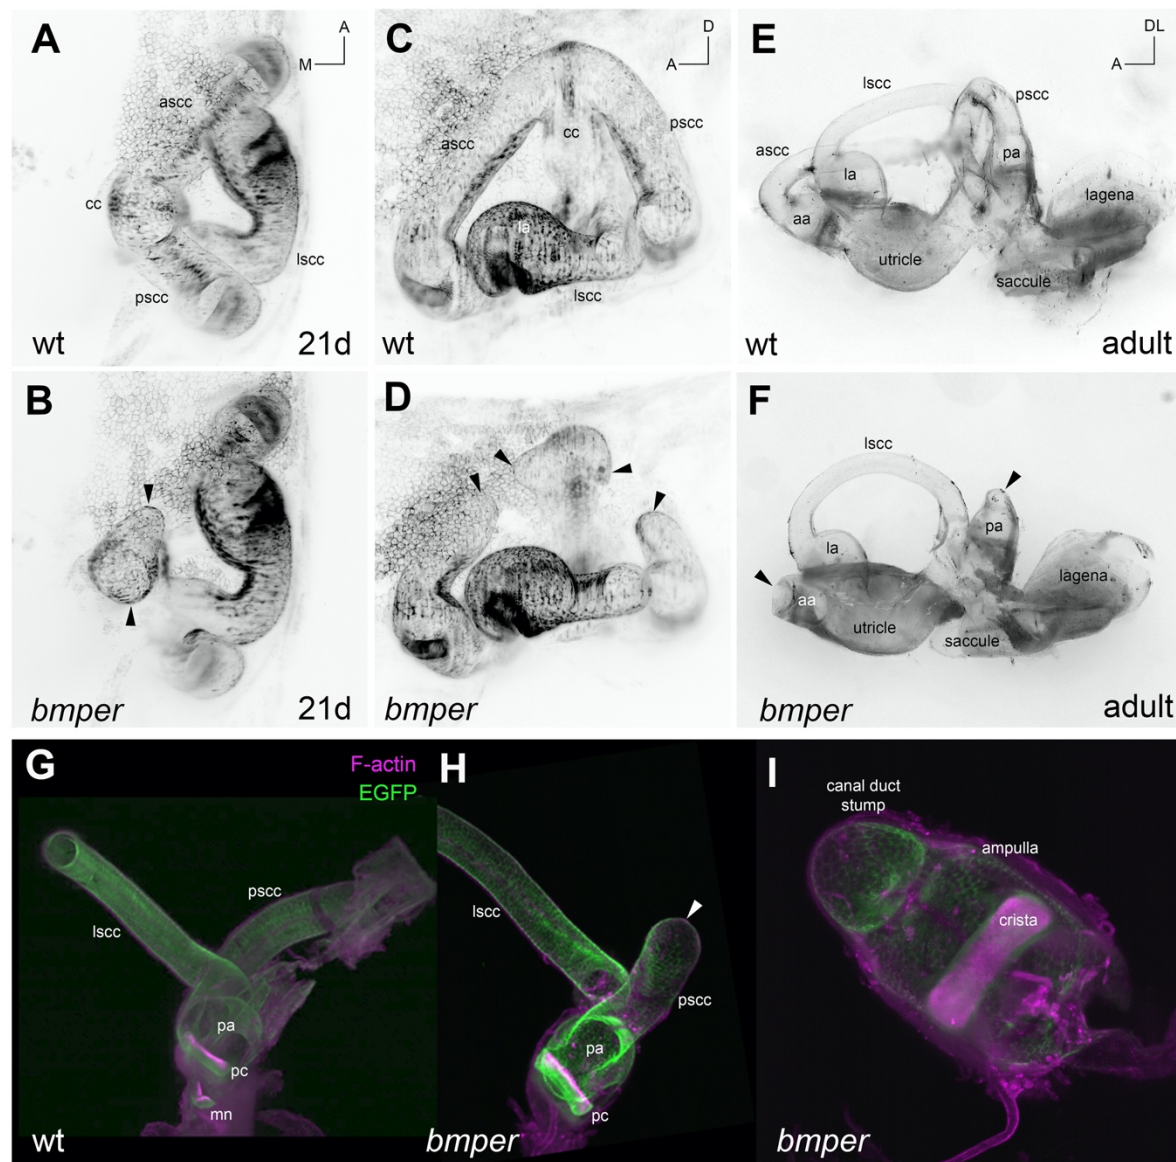 A
A
M
ascc
cc
pscc
lscc
wt
21d
C
D
A
ascc
cc
pscc
la
lscc
wt
E
DL
A
lscc
pscc
ascc
la
pa
aa
lagena
utricle
saccule
wt
adult
B
bmper
21d
D
bmper
F
lscc
pa
la
aa
lagena
utricle
saccule
bmper
adult
G
F-actin
EGFP
pscc
lscc
pa
pc
mn
wt
H
lscc
pscc
pa
pc
bmper
I
canal duct
stump
ampulla
crista
bmper